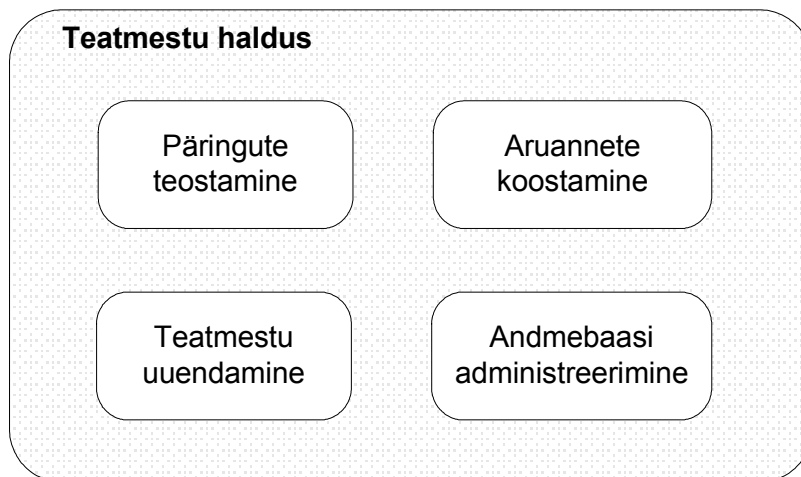 Teatmestu haldus
Päringute
teostamine
Aruannete
koostamine
Teatmestu
uuendamine
Andmebaasi
administreerimine